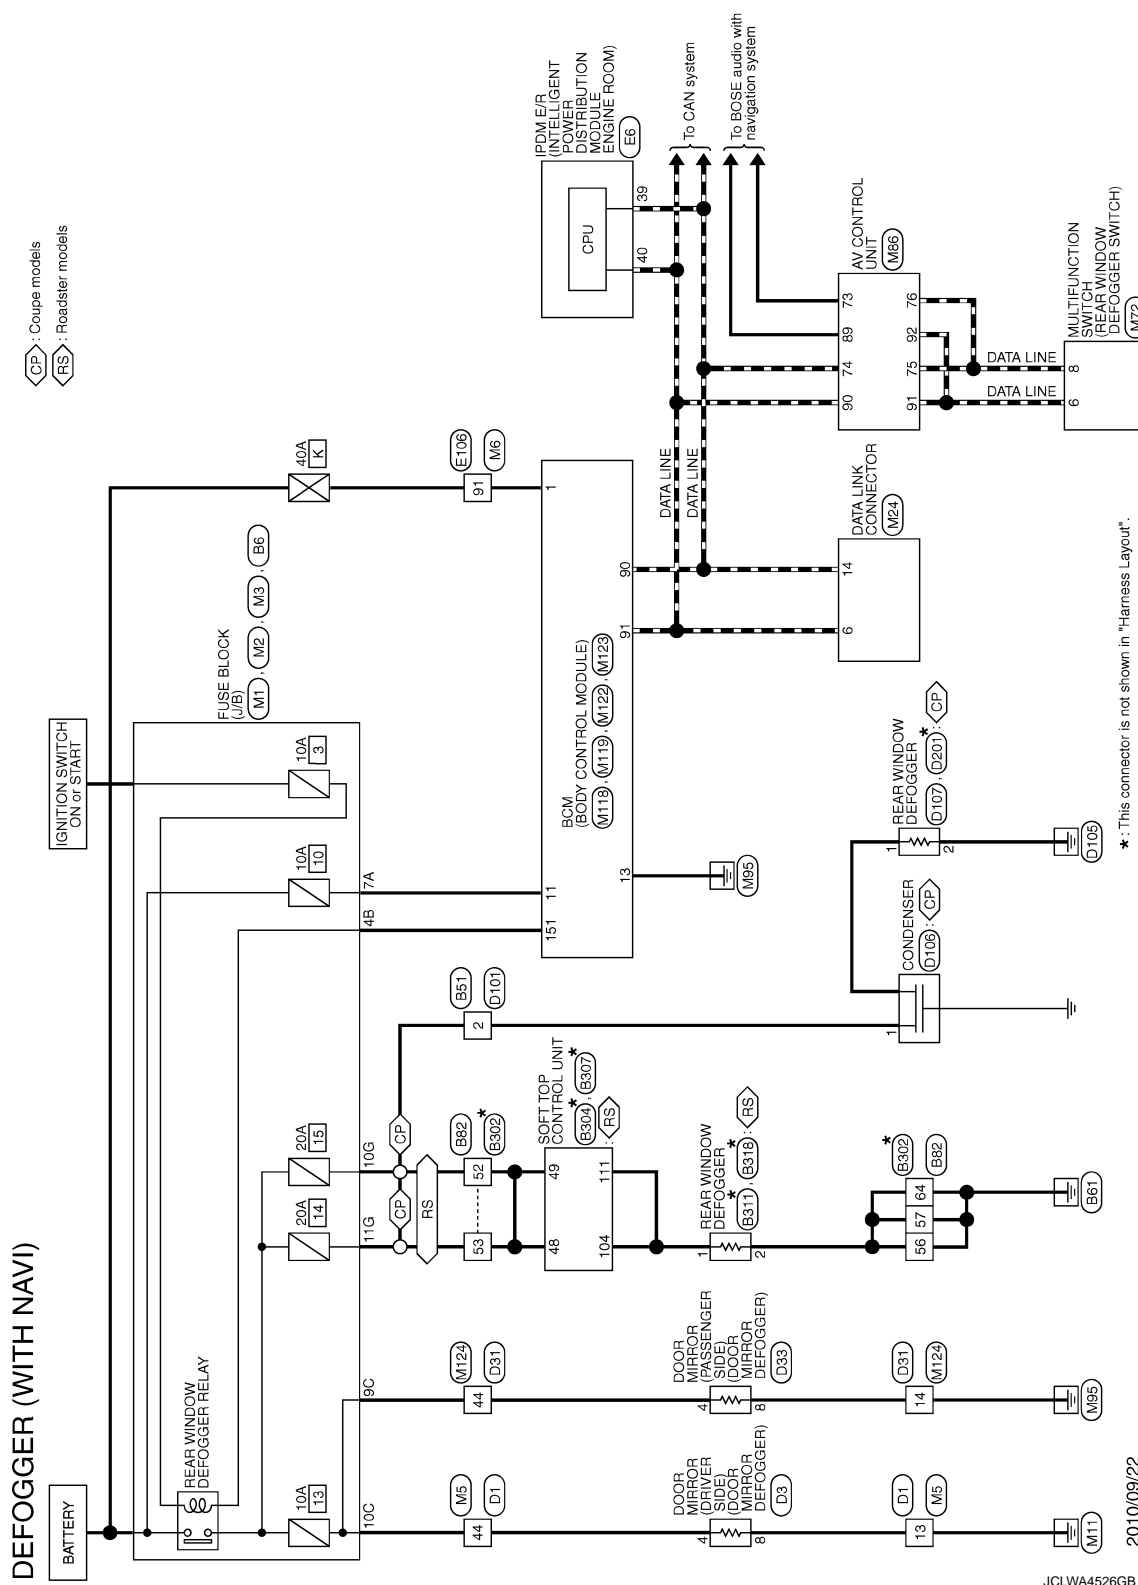 DEFOGGER (WITH NAVI)
CP : Coupe models
RS : Roadster models
BATTERY
IGNITION SWITCH
ON or START
FUSE BLOCK
(J/B)
M1 , M2 , M3 , B6
REAR WINDOW
DEFOGGER RELAY
10A
13
20A
14
20A
15
10A
10
10A
3
40A
K
10C
9C
11G
10G
4B
7A
CP
CP
RS
M5
44
D1
M124
44
D31
B82
53
52
B302 *
B51
2
D101
E106
91
M6
SOFT TOP
CONTROL UNIT
B304 * , B307 *
: RS
48
49
104
111
BCM
(BODY CONTROL MODULE)
M118 , M119 , M122 , M123
151
11
1
13
91
90
M95
IPDM E/R
(INTELLIGENT
POWER
DISTRIBUTION
MODULE
ENGINE ROOM)
E6
CPU
40
39
To CAN system
To BOSE audio with
navigation system
DATA LINE
DATA LINE
DOOR
MIRROR
(DRIVER
SIDE)
(DOOR
MIRROR
DEFOGGER)
D3
4
8
DOOR
MIRROR
(PASSENGER
SIDE)
(DOOR
MIRROR
DEFOGGER)
D33
4
8
REAR WINDOW
DEFOGGER
B311 * , B318 * : RS
1
2
CONDENSER
D106 : CP
1
REAR WINDOW
DEFOGGER
D107 , D201 * : CP
1
2
DATA LINK
CONNECTOR
M24
6
14
AV CONTROL
UNIT
M86
90
74
89
73
91
75
92
76
DATA LINE
DATA LINE
MULTIFUNCTION
SWITCH
(REAR WINDOW
DEFOGGER SWITCH)
M72
6
8
D1
13
M5
D31
14
M124
B302 *
56
57
64
B82
M11
M95
B61
D105
* : This connector is not shown in "Harness Layout".
2010/09/22
JCLWA4526GB